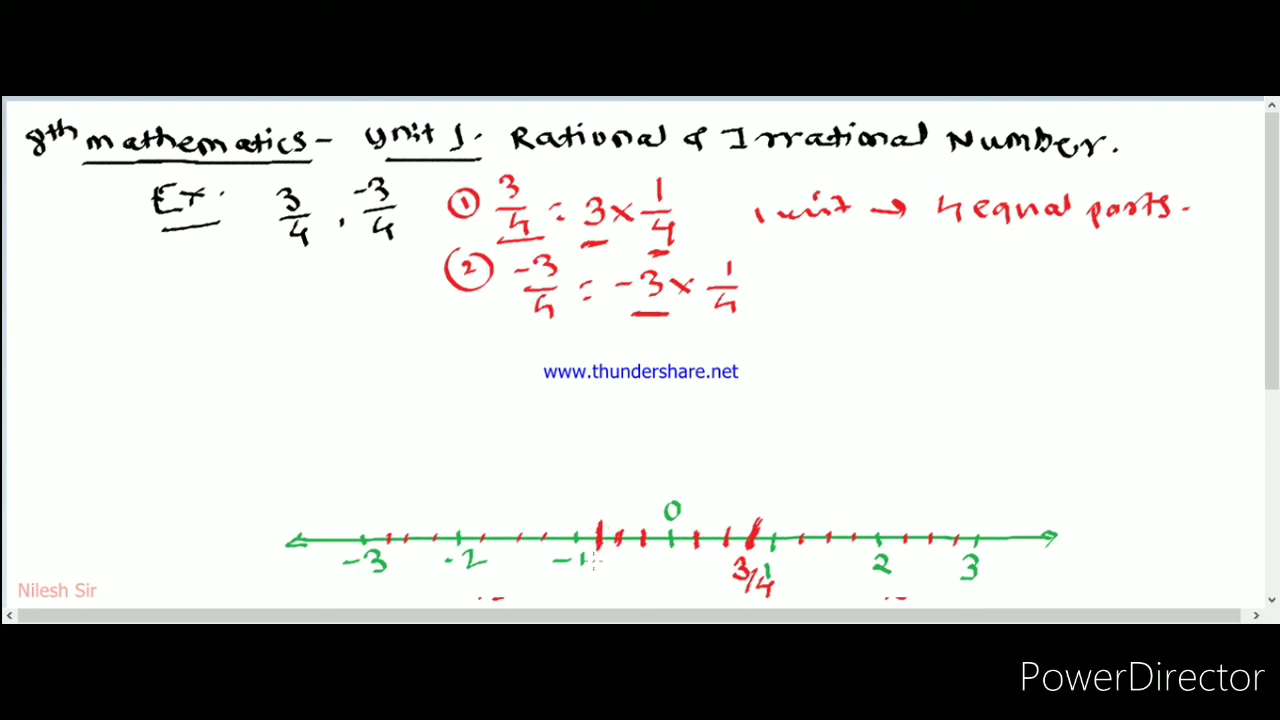 8th mathematics - Unit 1. Rational & Irrational Number.
Ex. 3/4 , -3/4 ① 3/4 = 3 × 1/4 1 unit → 4 equal parts.
② -3/4 = -3 × 1/4
www.thundershare.net
0
-3 -2 -1 3/4 1 2 3
Nilesh Sir
PowerDirector